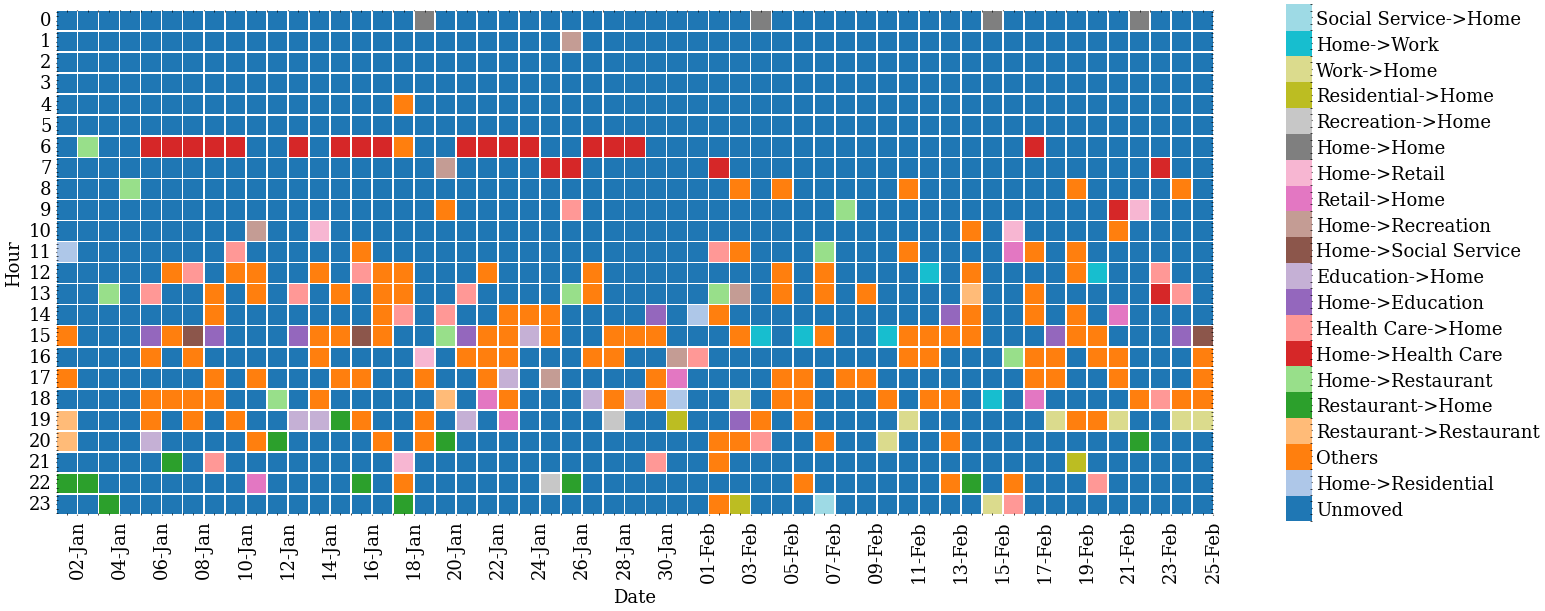 0
1
2
3
4
5
6
7
8
9
10
11
12
13
14
15
16
17
18
19
20
21
22
23
Hour
02-Jan
04-Jan
06-Jan
08-Jan
10-Jan
12-Jan
14-Jan
16-Jan
18-Jan
20-Jan
22-Jan
24-Jan
26-Jan
28-Jan
30-Jan
01-Feb
03-Feb
05-Feb
07-Feb
09-Feb
11-Feb
13-Feb
15-Feb
17-Feb
19-Feb
21-Feb
23-Feb
25-Feb
Date
Social Service->Home
Home->Work
Work->Home
Residential->Home
Recreation->Home
Home->Home
Home->Retail
Retail->Home
Home->Recreation
Home->Social Service
Education->Home
Home->Education
Health Care->Home
Home->Health Care
Home->Restaurant
Restaurant->Home
Restaurant->Restaurant
Others
Home->Residential
Unmoved